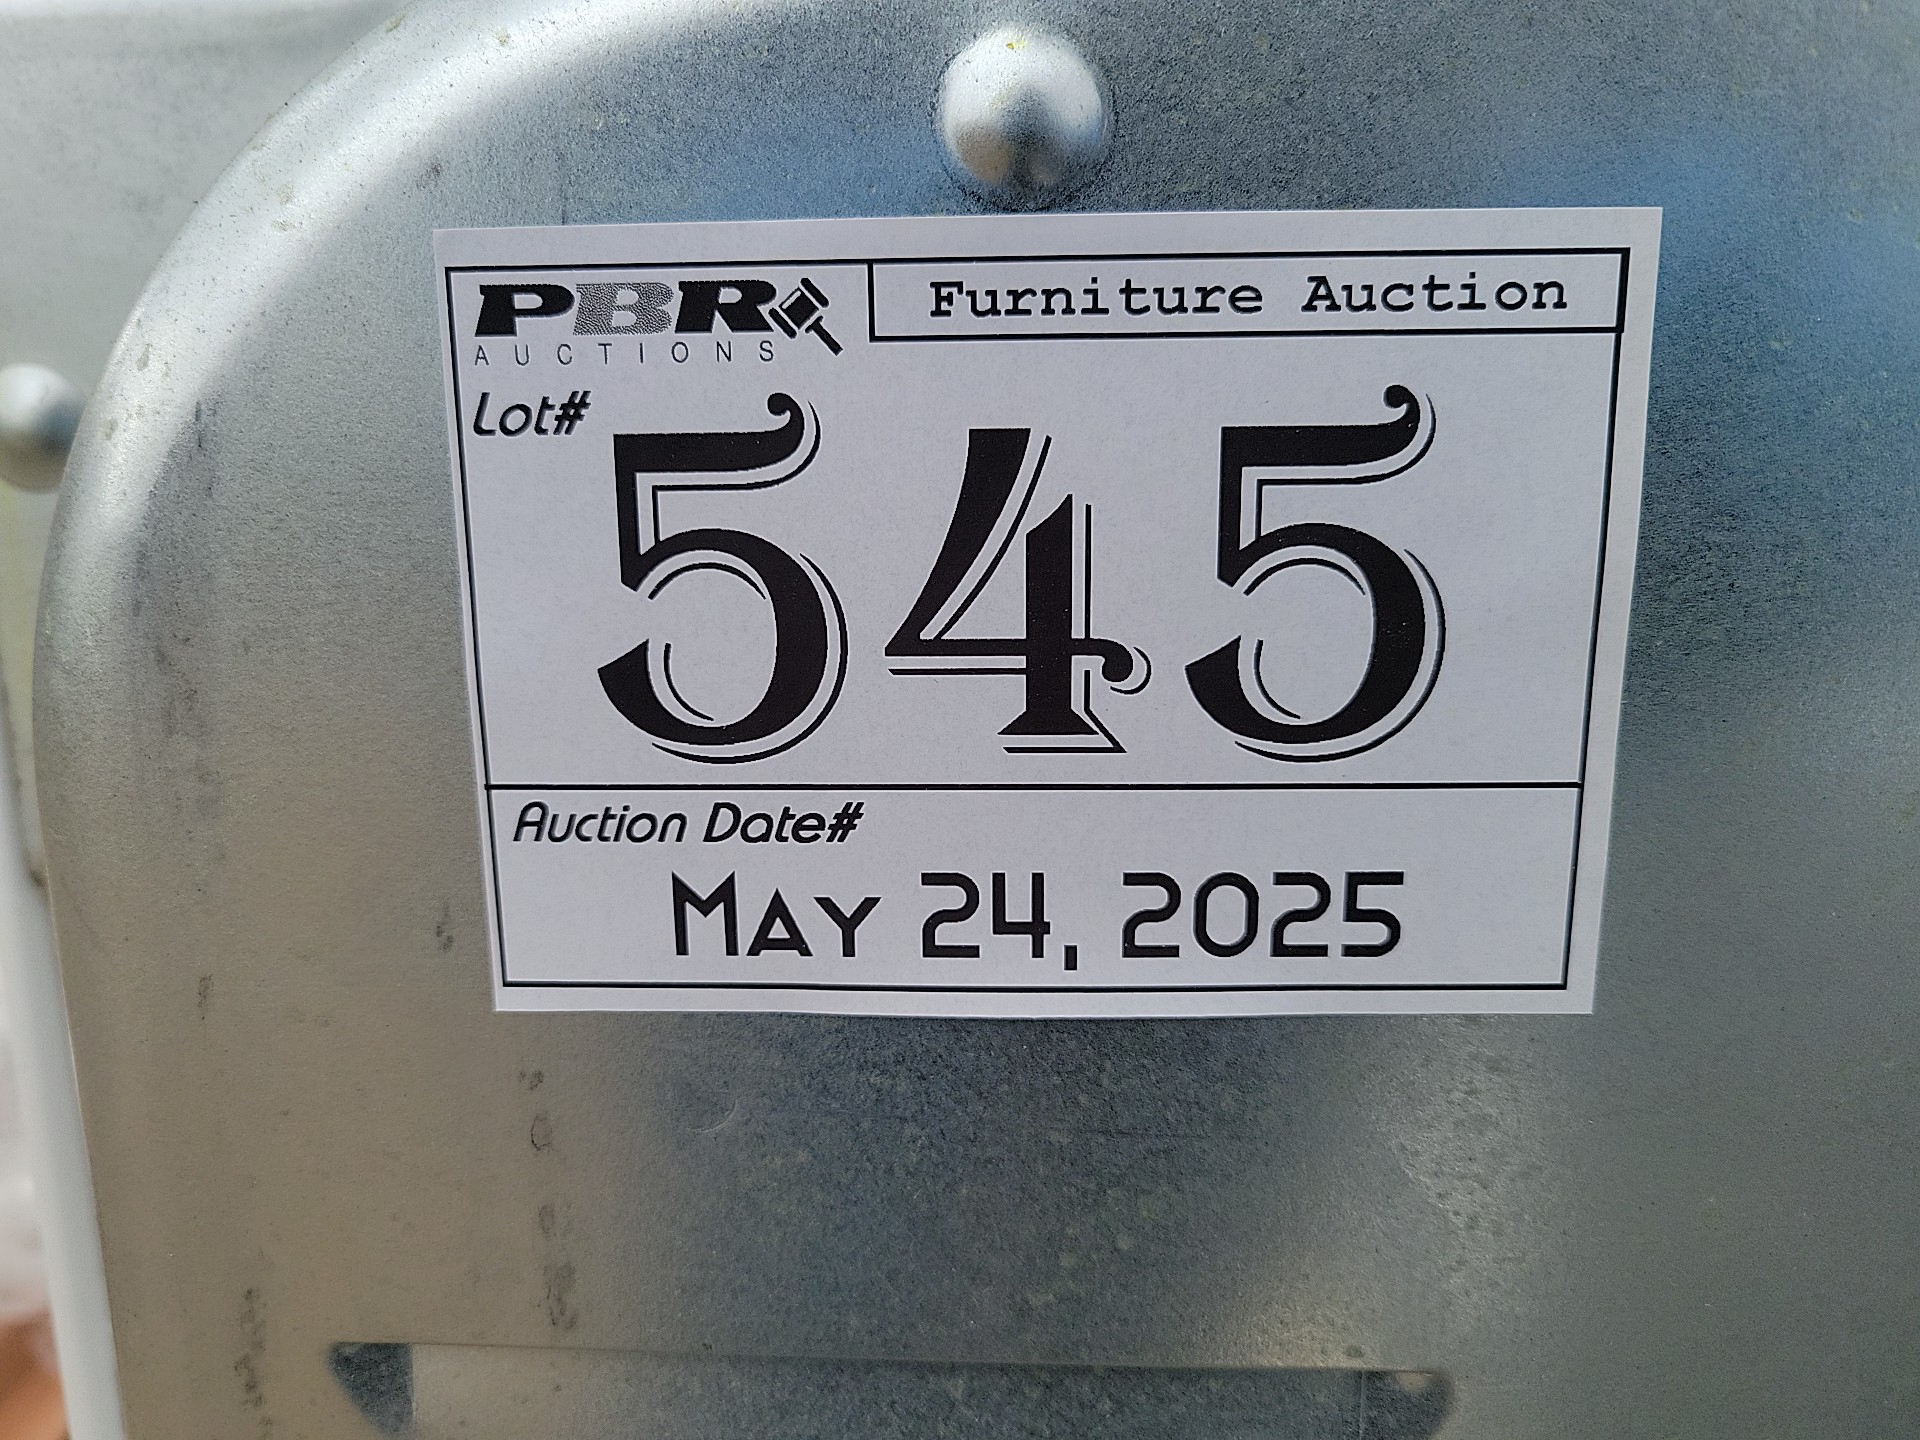 PBR
AUCTIONS
Furniture Auction
Lot#
545
Auction Date#
May 24, 2025